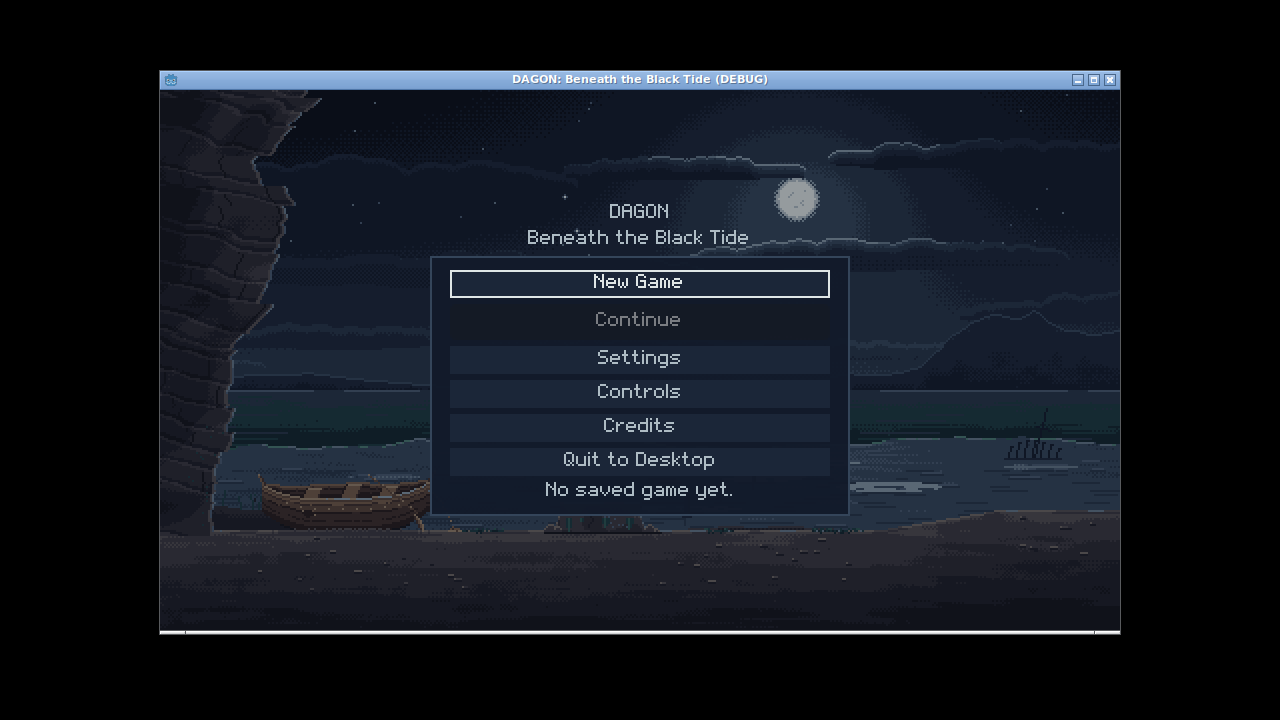 DAGON: Beneath the Black Tide (DEBUG)
DAGON
Beneath the Black Tide
New Game
Continue
Settings
Controls
Credits
Quit to Desktop
No saved game yet.